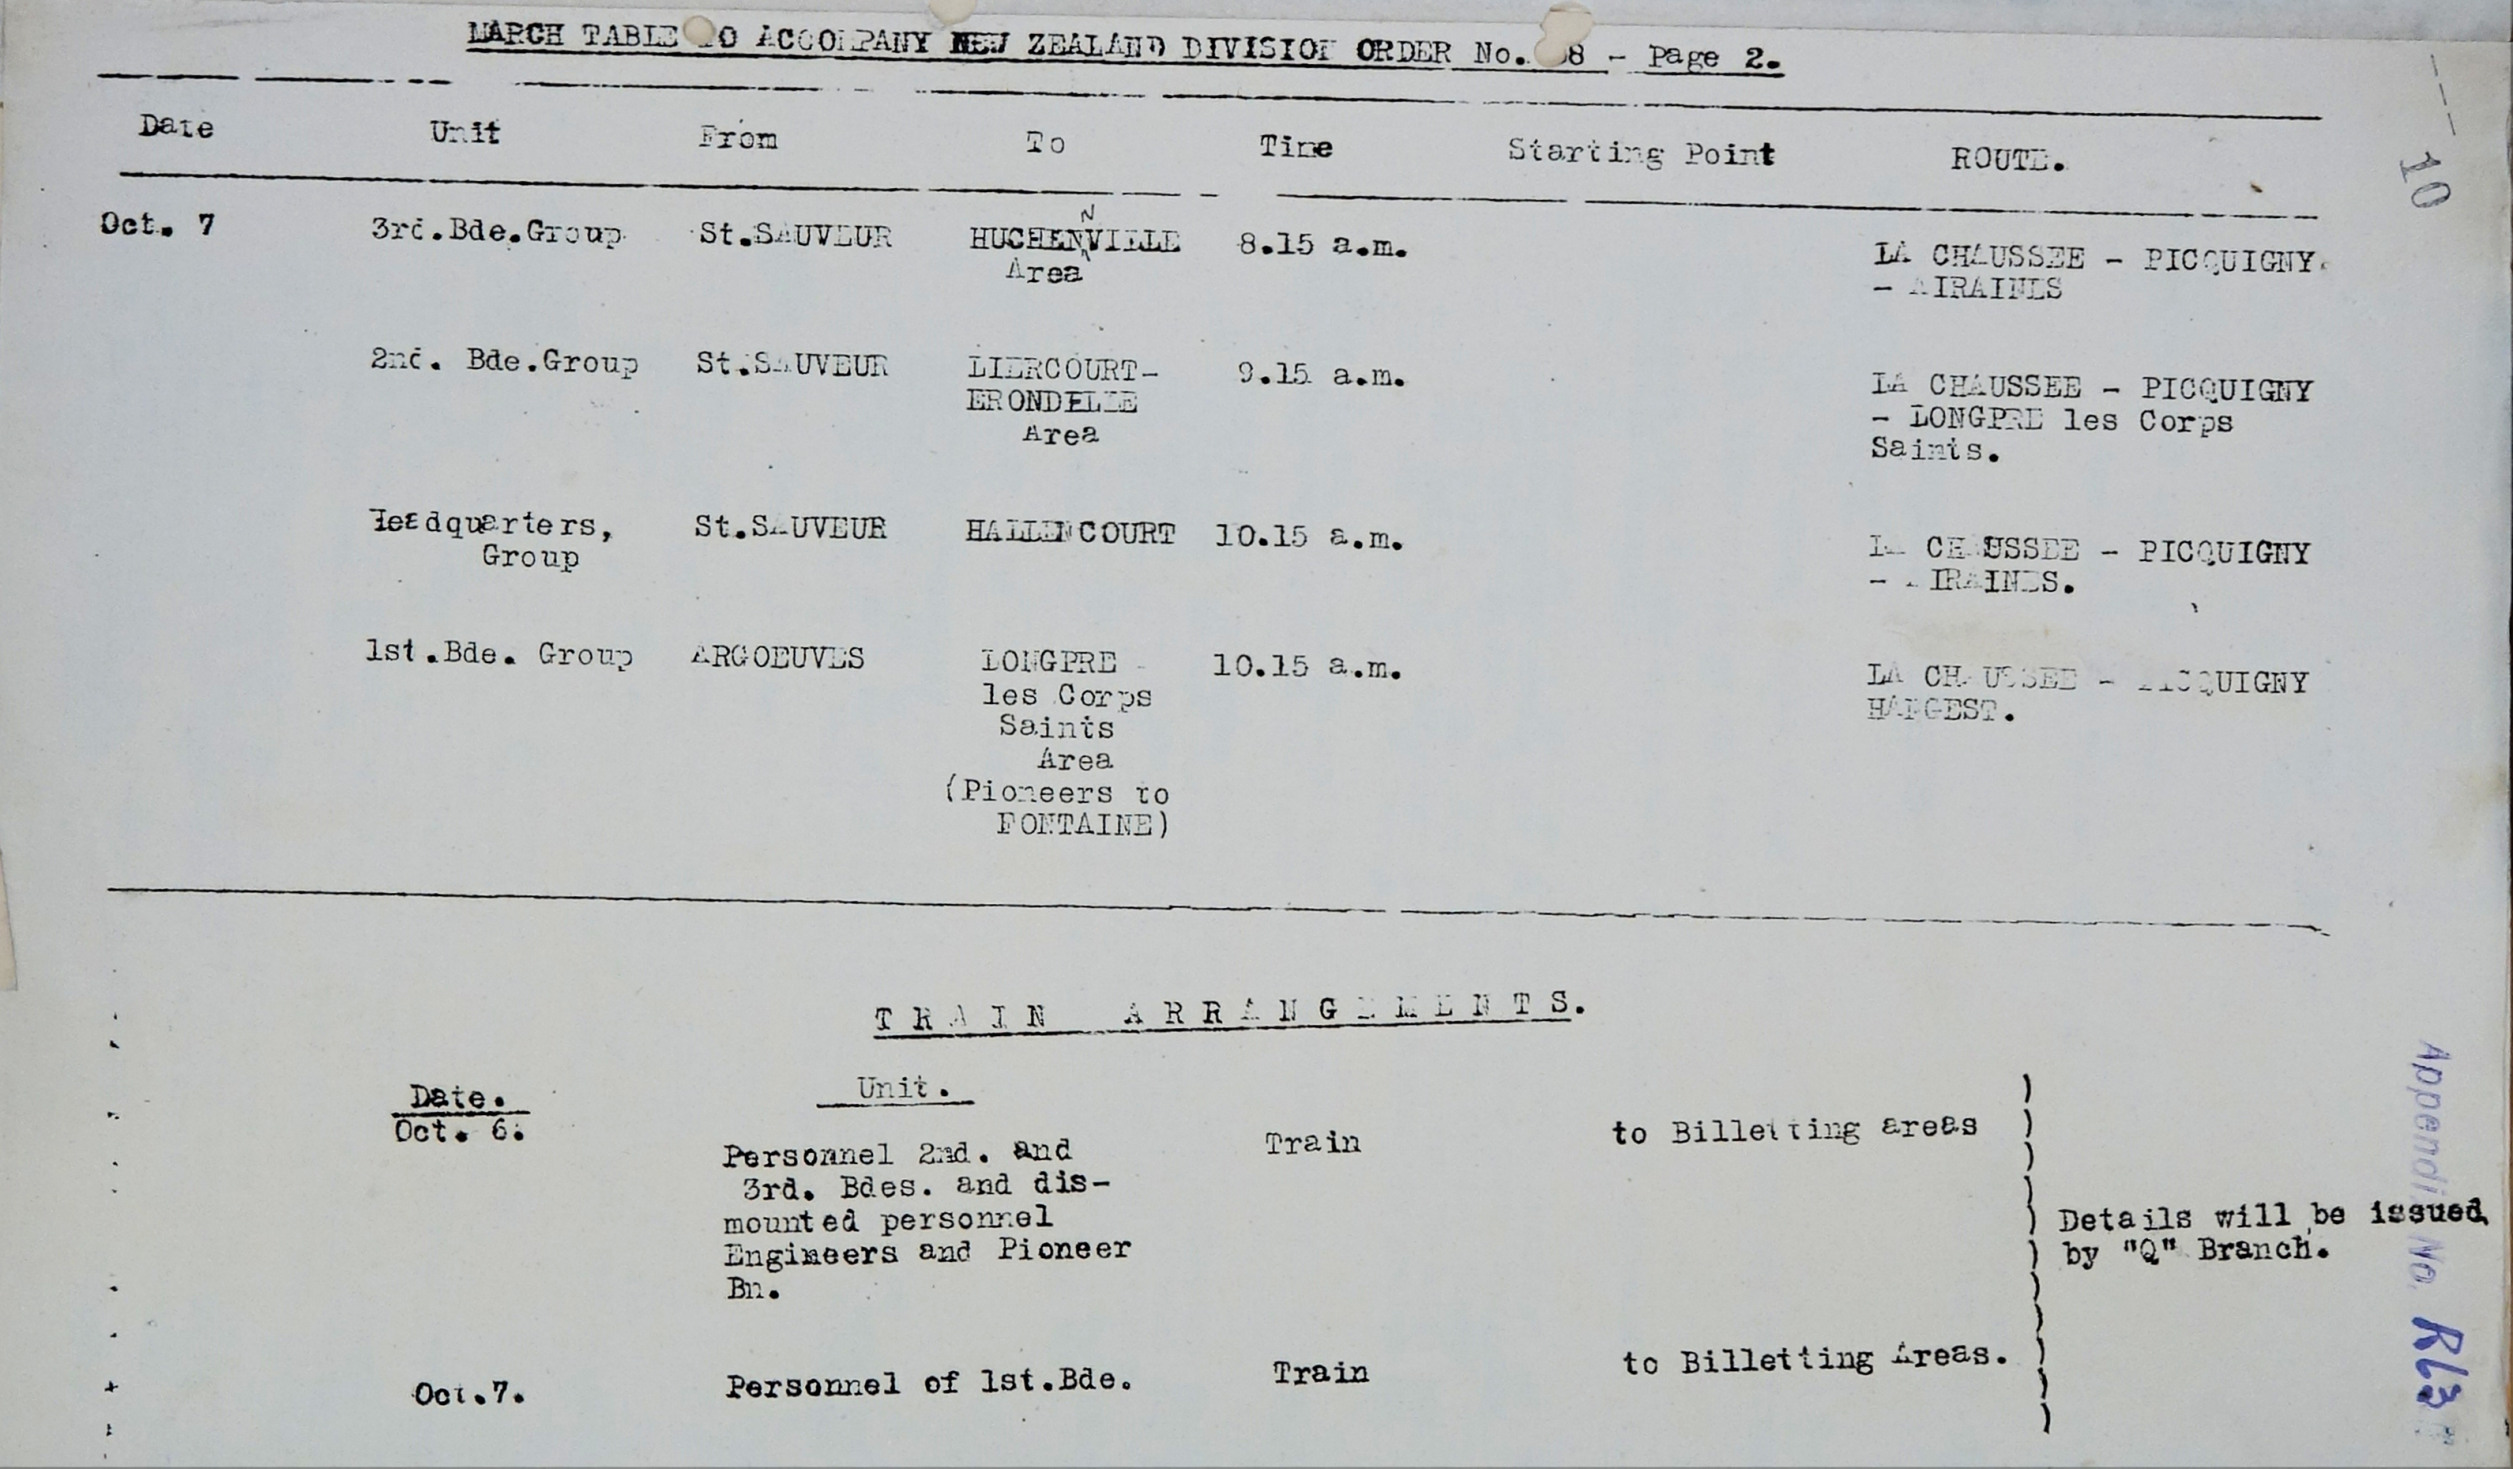 MARCH TABLE TO ACCOMPANY NEW ZEALAND DIVISION ORDER No. 8 - Page 2.
Date Unit From To Time Starting Point ROUTE.
Oct. 7 3rd.Bde.Group St.SAUVEUR HUCHENNVILLE 8.15 a.m. LA CHAUSSEE - PICQUIGNY
Area - AIRAINES
2nd. Bde.Group St.SAUVEUR LIERCOURT- 9.15 a.m. LA CHAUSSEE - PICQUIGNY
ERONDELLE - LONGPRE les Corps
Area Saints.
Headquarters, St.SAUVEUR HALLENCOURT 10.15 a.m. LA CHAUSSEE - PICQUIGNY
Group - AIRAINES.
1st.Bde. Group ARGOEUVES LONGPRE - 10.15 a.m. LA CHAUSSEE - PICQUIGNY
les Corps HANGEST.
Saints
Area
(Pioneers to
FONTAINE)
TRAIN ARRANGEMENTS.
Date. Unit.
Oct. 6. Personnel 2nd. and Train to Billetting areas
3rd. Bdes. and dis-
mounted personnel
Engineers and Pioneer
Bn.
Details will be issued
by "Q" Branch.
Oct.7. Personnel of 1st.Bde. Train to Billetting Areas.
10
Appendix No. R63